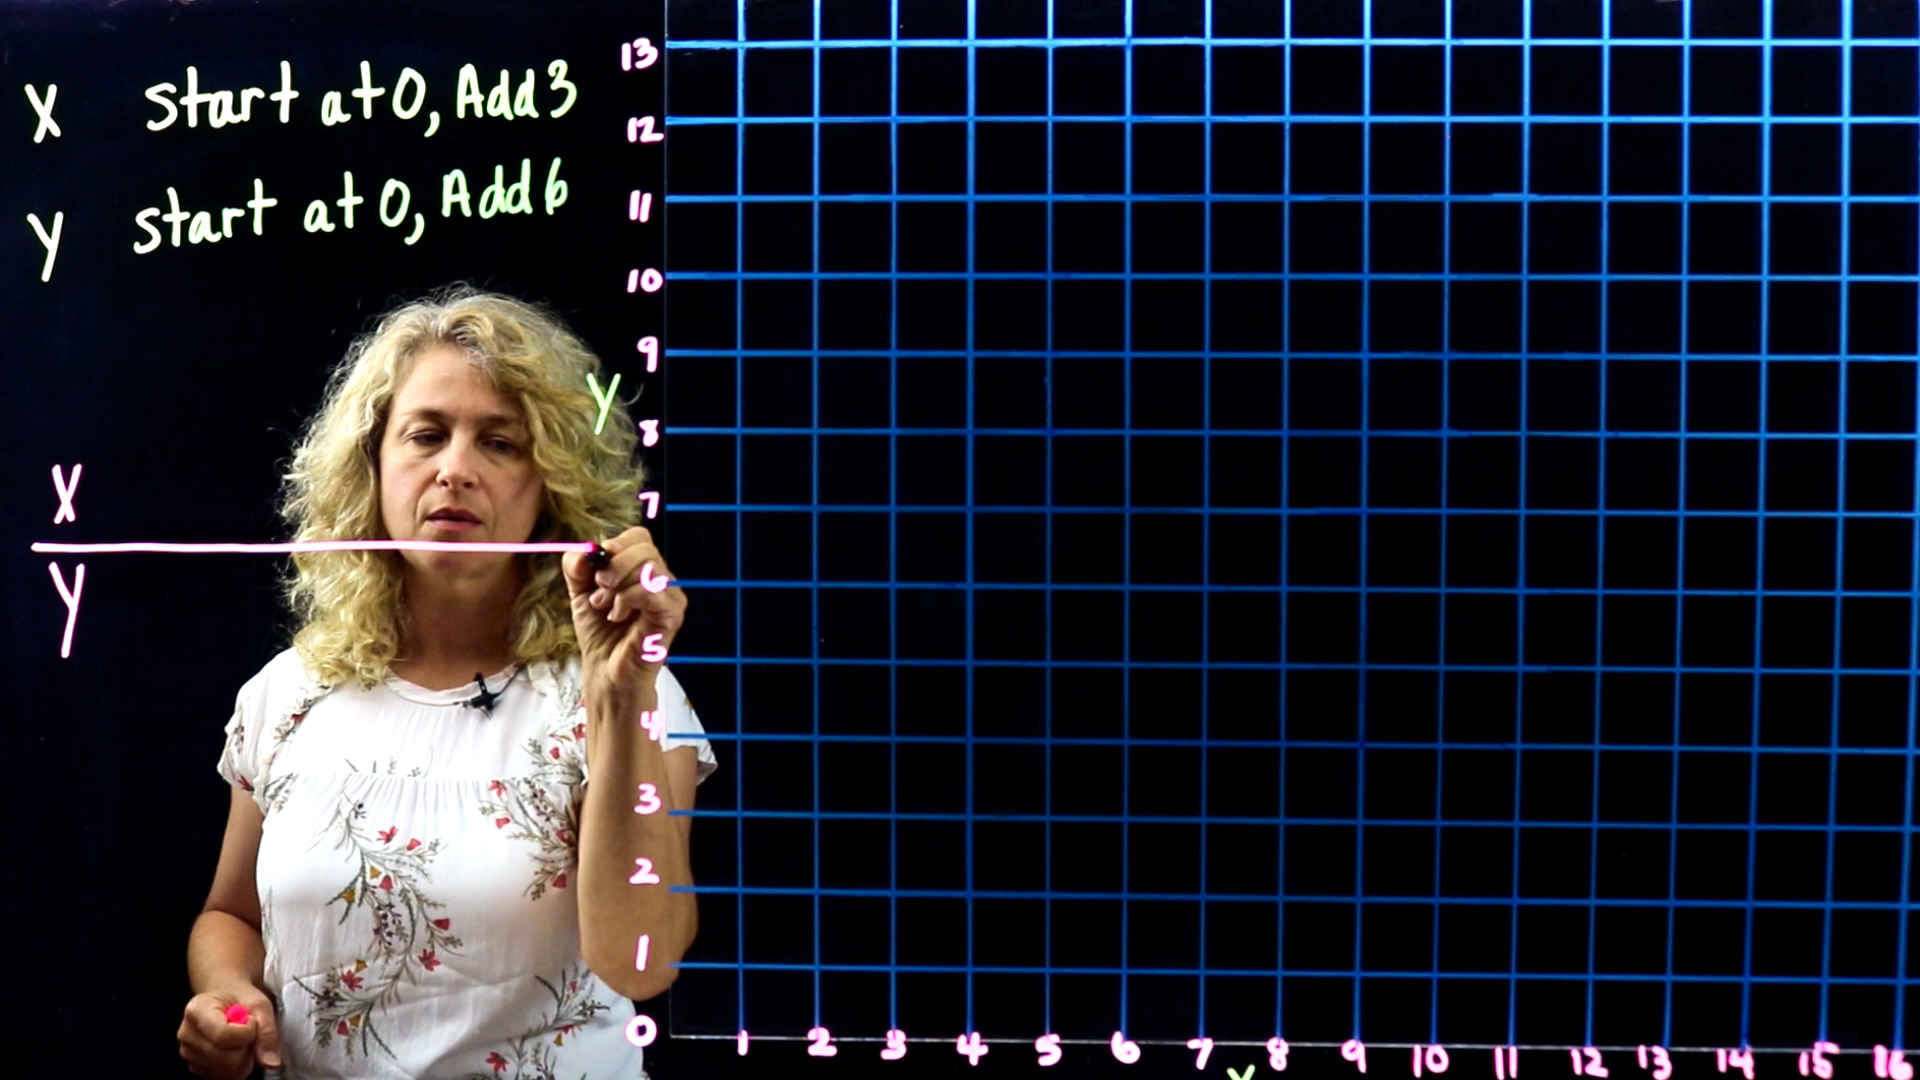 X start at 0, Add 3
Y start at 0, Add 6
X
Y
Y
13
12
11
10
9
8
7
6
5
4
3
2
1
0
1 2 3 4 5 6 7 8 9 10 11 12 13 14 15 16
X